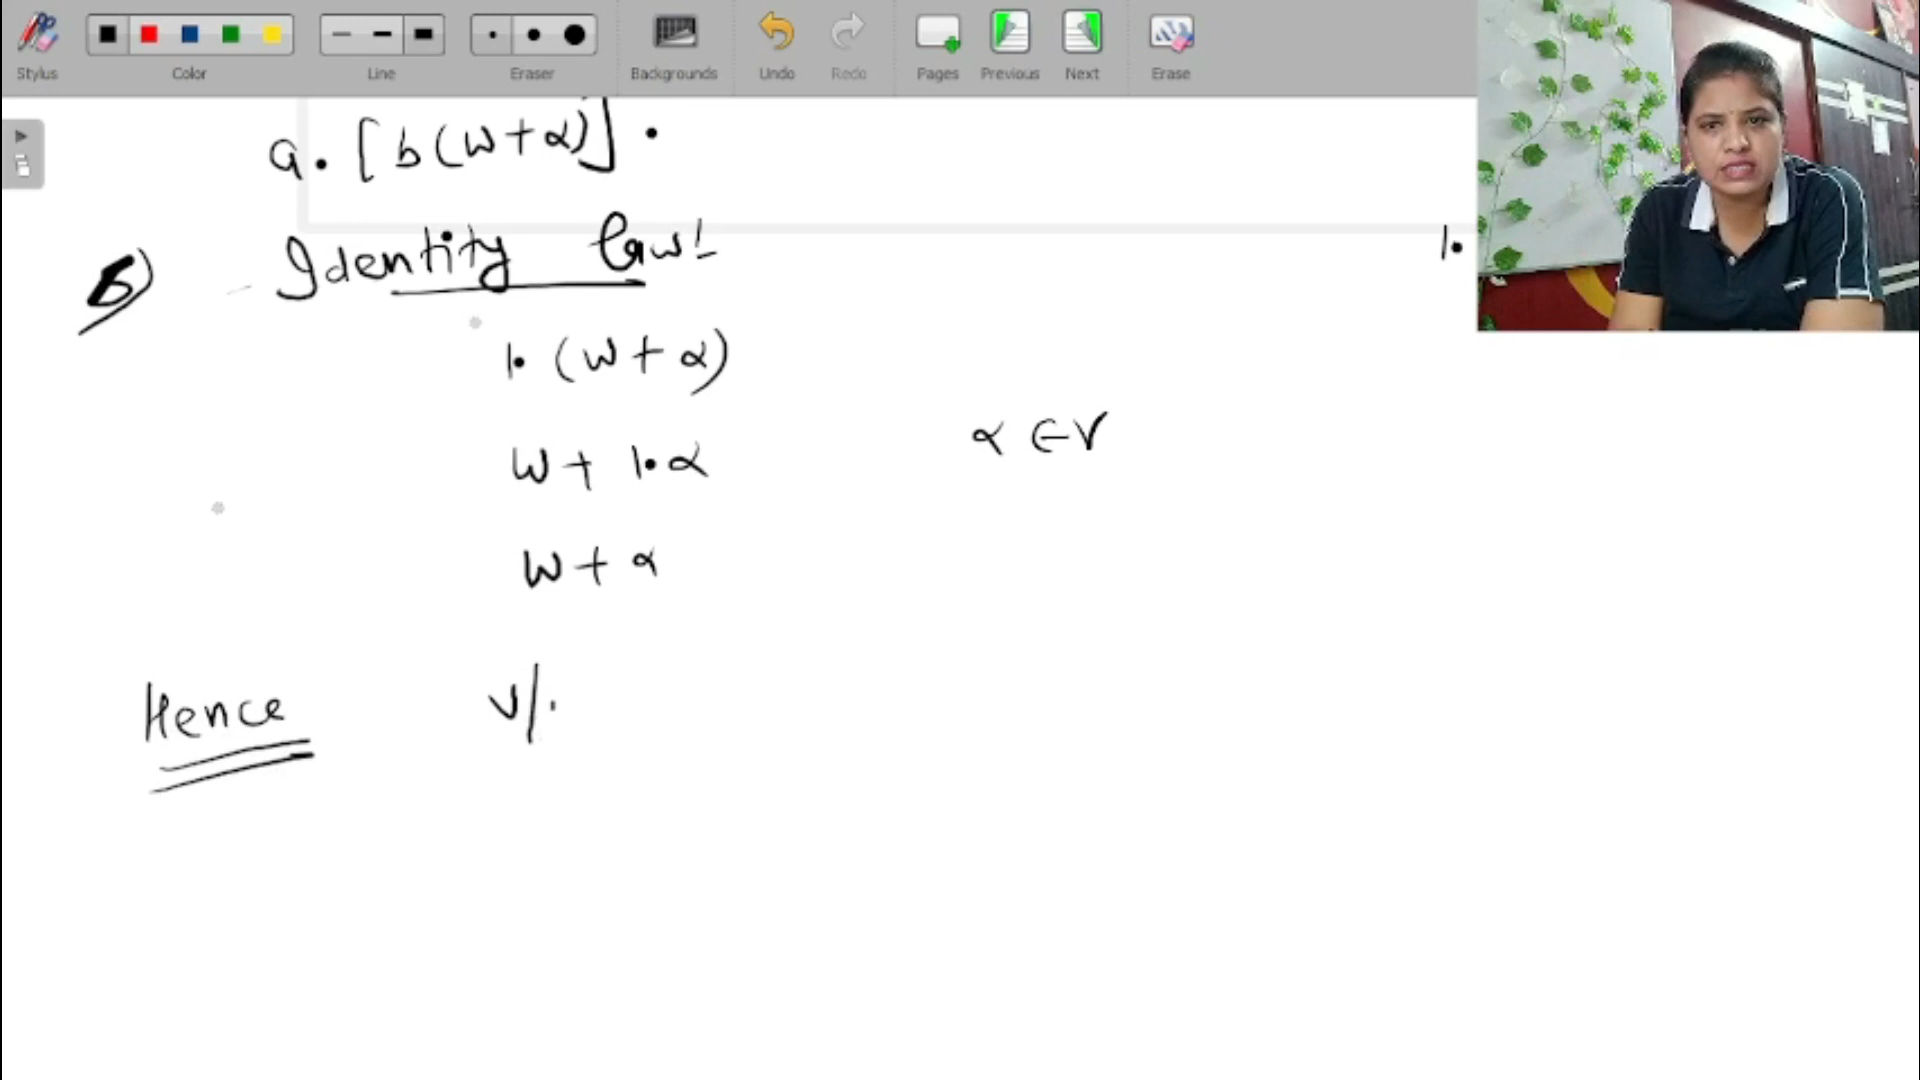 Stylus Color Line Eraser Backgrounds Undo Redo Pages Previous Next Erase
a. [b(w+α)].
6) Identity law:
1.
1. (w + α)
w + 1.α
α ∈ V
w + α
Hence V/.